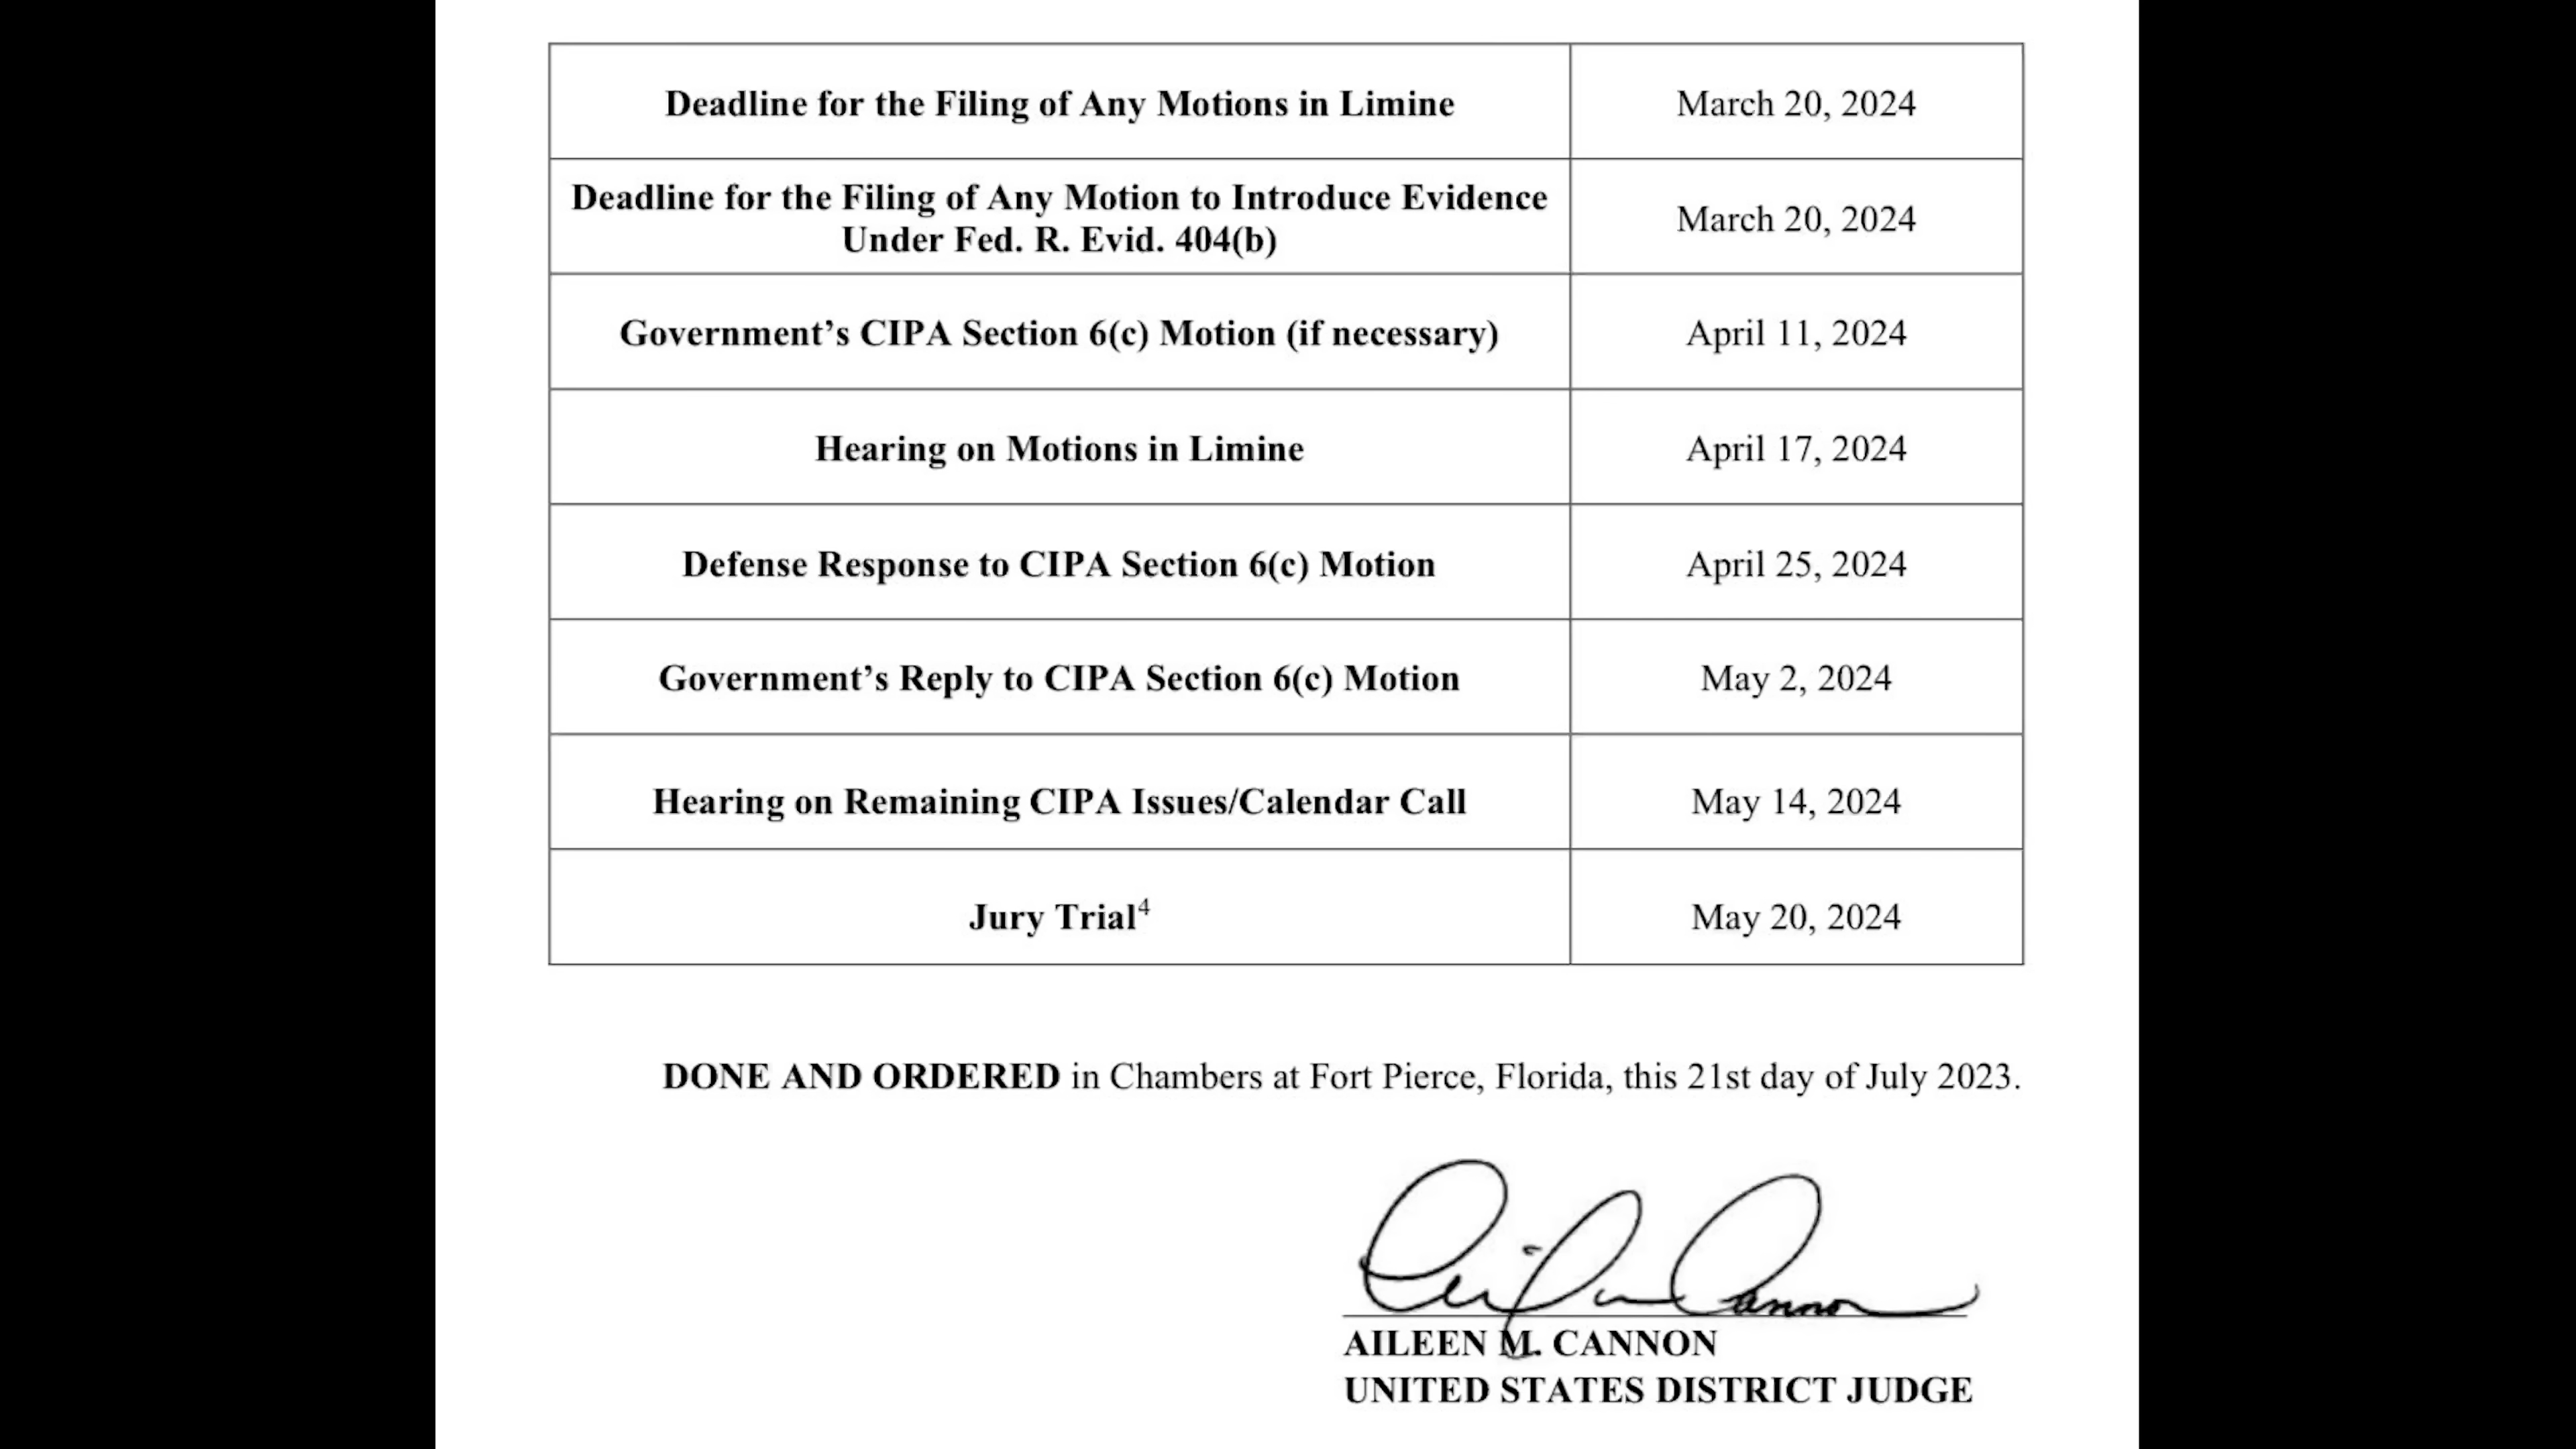 Deadline for the Filing of Any Motions in Limine March 20, 2024
Deadline for the Filing of Any Motion to Introduce Evidence
Under Fed. R. Evid. 404(b) March 20, 2024
Government’s CIPA Section 6(c) Motion (if necessary) April 11, 2024
Hearing on Motions in Limine April 17, 2024
Defense Response to CIPA Section 6(c) Motion April 25, 2024
Government’s Reply to CIPA Section 6(c) Motion May 2, 2024
Hearing on Remaining CIPA Issues/Calendar Call May 14, 2024
Jury Trial⁴ May 20, 2024
DONE AND ORDERED in Chambers at Fort Pierce, Florida, this 21st day of July 2023.
Aileen Cannon
AILEEN M. CANNON
UNITED STATES DISTRICT JUDGE